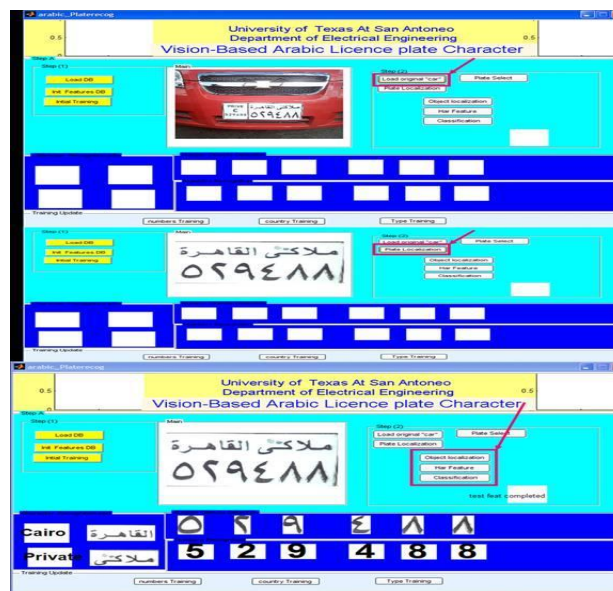 arabic_Platerecog
University of Texas At San Antoneo
Department of Electrical Engineering
Vision-Based Arabic Licence plate Character
0.5 0.5
Step A
Step (1) Main Step (2)
Load DB Load original "car" Plate Select
Init Features DB Plate Localization
Initial Training Object localization
Har Feature
Classification
ملاكى القاهرة
٥٢٩٤٨٨
Training Update
numbers Training country Training Type Training
Step (1) Main Step (2)
Load DB Load original "car" Plate Select
Init Features DB Plate Localization
Initial Training Object localization
Har Feature
Classification
ملاكى القاهرة
٥٢٩٤٨٨
Training Update
numbers Training country Training Type Training
arabic_Platerecog
University of Texas At San Antoneo
Department of Electrical Engineering
Vision-Based Arabic Licence plate Character
0.5 0.5
Step A
Step (1) Main Step (2)
Load DB Load original "car" Plate Select
Init Features DB Plate Localization
Initial Training Object localization
Har Feature
Classification
ملاكى القاهرة
٥٢٩٤٨٨
test feat completed
Cairo القاهرة ٥ ٢ ٩ ٤ ٨ ٨
Private ملاكى 5 2 9 4 8 8
Training Update
numbers Training country Training Type Training